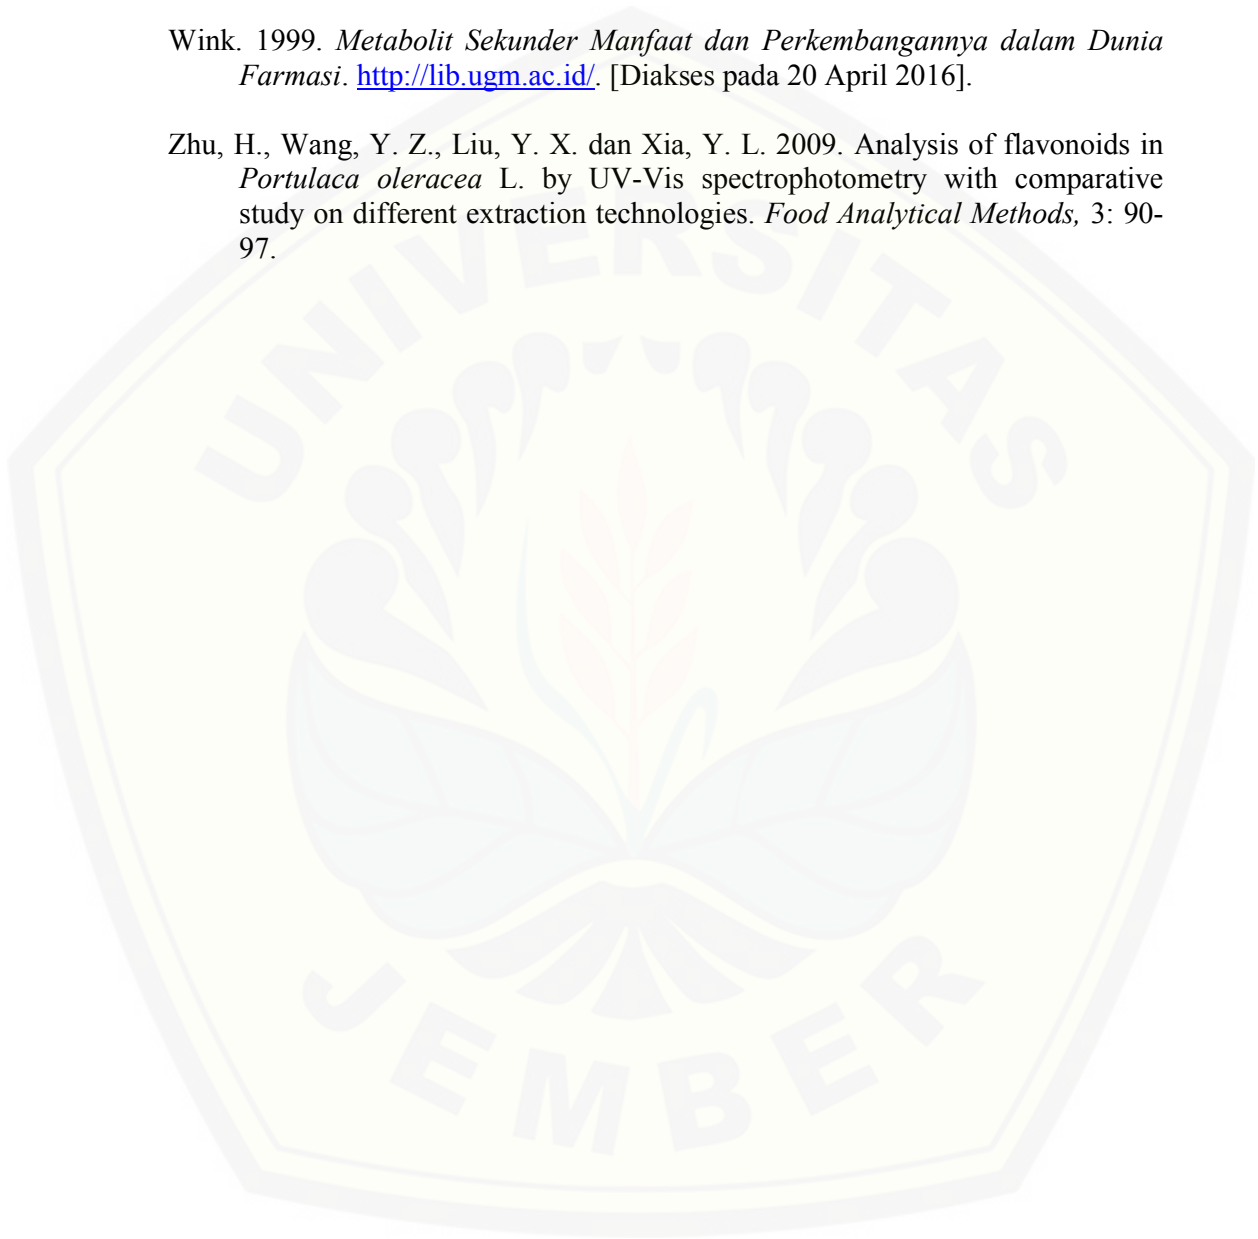 Wink. 1999. Metabolit Sekunder Manfaat dan Perkembangannya dalam Dunia
Farmasi. http://lib.ugm.ac.id/. [Diakses pada 20 April 2016].
Zhu, H., Wang, Y. Z., Liu, Y. X. dan Xia, Y. L. 2009. Analysis of flavonoids in
Portulaca oleracea L. by UV-Vis spectrophotometry with comparative
study on different extraction technologies. Food Analytical Methods, 3: 90-
97.
UNIVERSITAS
JEMBER